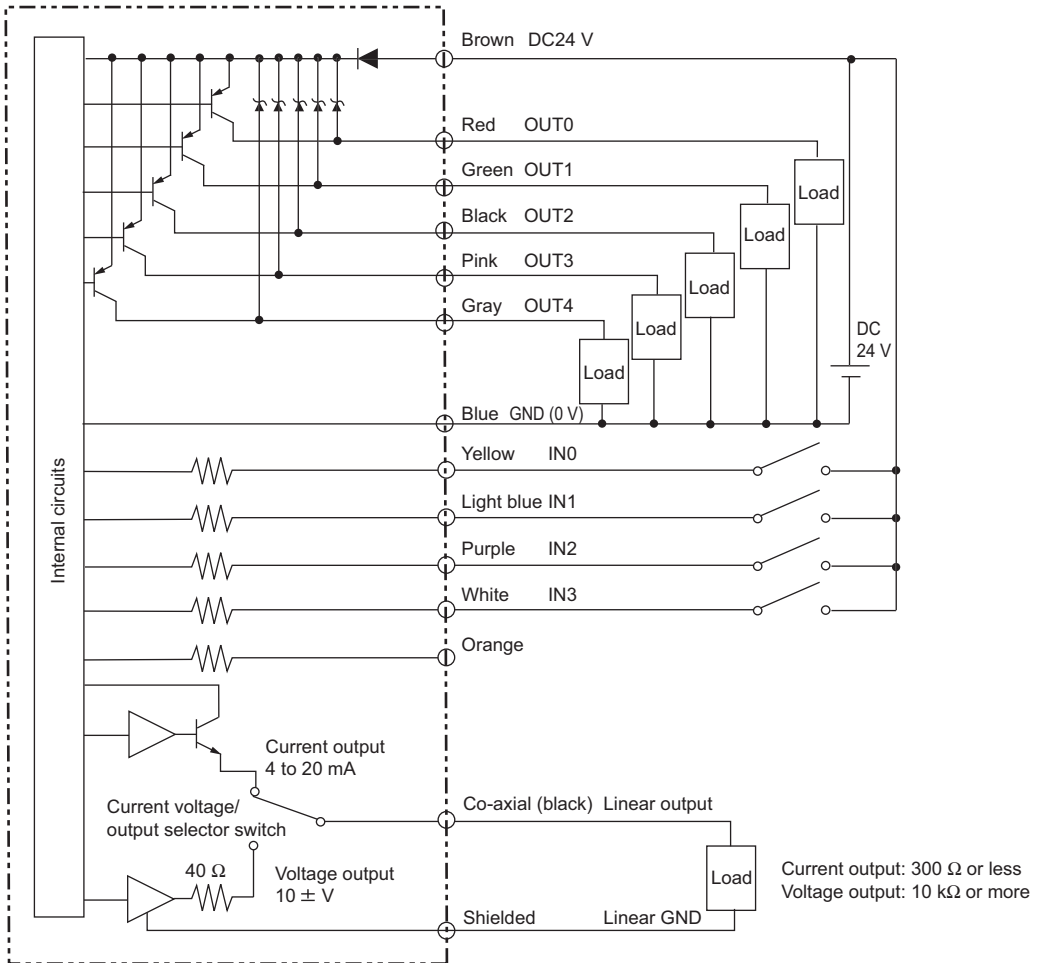 Brown DC24 V
Red OUT0
Green OUT1
Load
Black OUT2
Load
Pink OUT3
Load
Gray OUT4
Load
DC
24 V
Load
Blue GND (0 V)
Yellow IN0
Internal circuits
Light blue IN1
Purple IN2
White IN3
Orange
Current output
4 to 20 mA
Current voltage/
output selector switch
Co-axial (black) Linear output
40 Ω
Voltage output
10 ± V
Load
Current output: 300 Ω or less
Voltage output: 10 kΩ or more
Shielded Linear GND